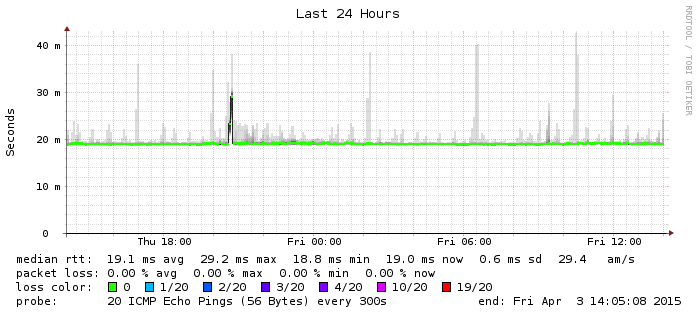 Last 24 Hours
RRDTOOL / TOBI OETIKER
Seconds
40 m
30 m
20 m
10 m
0
Thu 18:00 Fri 00:00 Fri 06:00 Fri 12:00
median rtt: 19.1 ms avg 29.2 ms max 18.8 ms min 19.0 ms now 0.6 ms sd 29.4 am/s
packet loss: 0.00 % avg 0.00 % max 0.00 % min 0.00 % now
loss color: 0 1/20 2/20 3/20 4/20 10/20 19/20
probe: 20 ICMP Echo Pings (56 Bytes) every 300s end: Fri Apr 3 14:05:08 2015